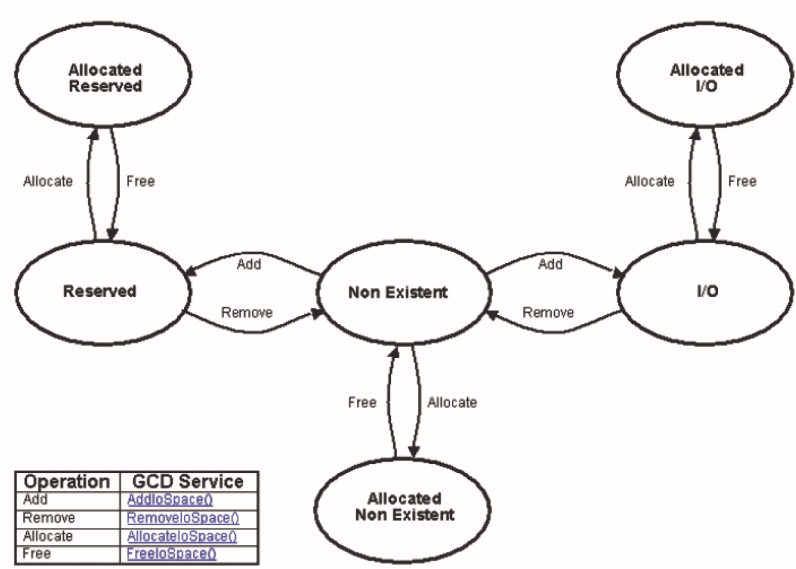 Allocated
Reserved
Allocated
I/O
Allocate
Free
Allocate
Free
Add
Add
Reserved
Non Existent
I/O
Remove
Remove
Free
Allocate
Allocated
Non Existent
Operation GCD Service
Add AddIoSpace()
Remove RemoveIoSpace()
Allocate AllocateIoSpace()
Free FreeIoSpace()